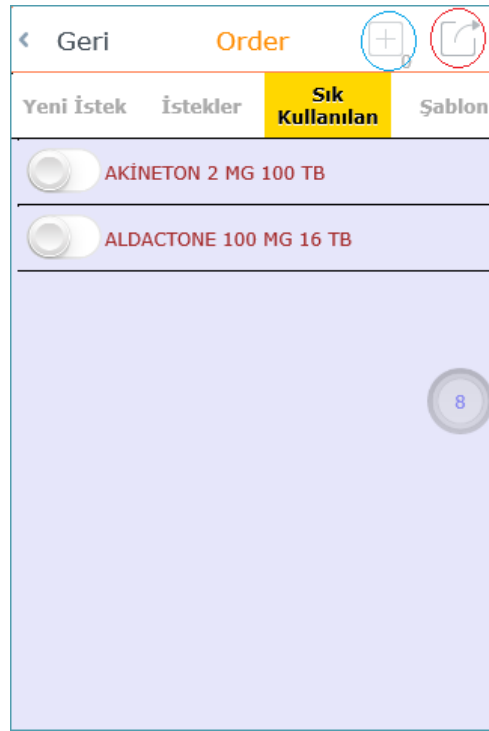 Geri Order 0
Yeni İstek İstekler Sık Kullanılan Şablon
AKİNETON 2 MG 100 TB
ALDACTONE 100 MG 16 TB
8